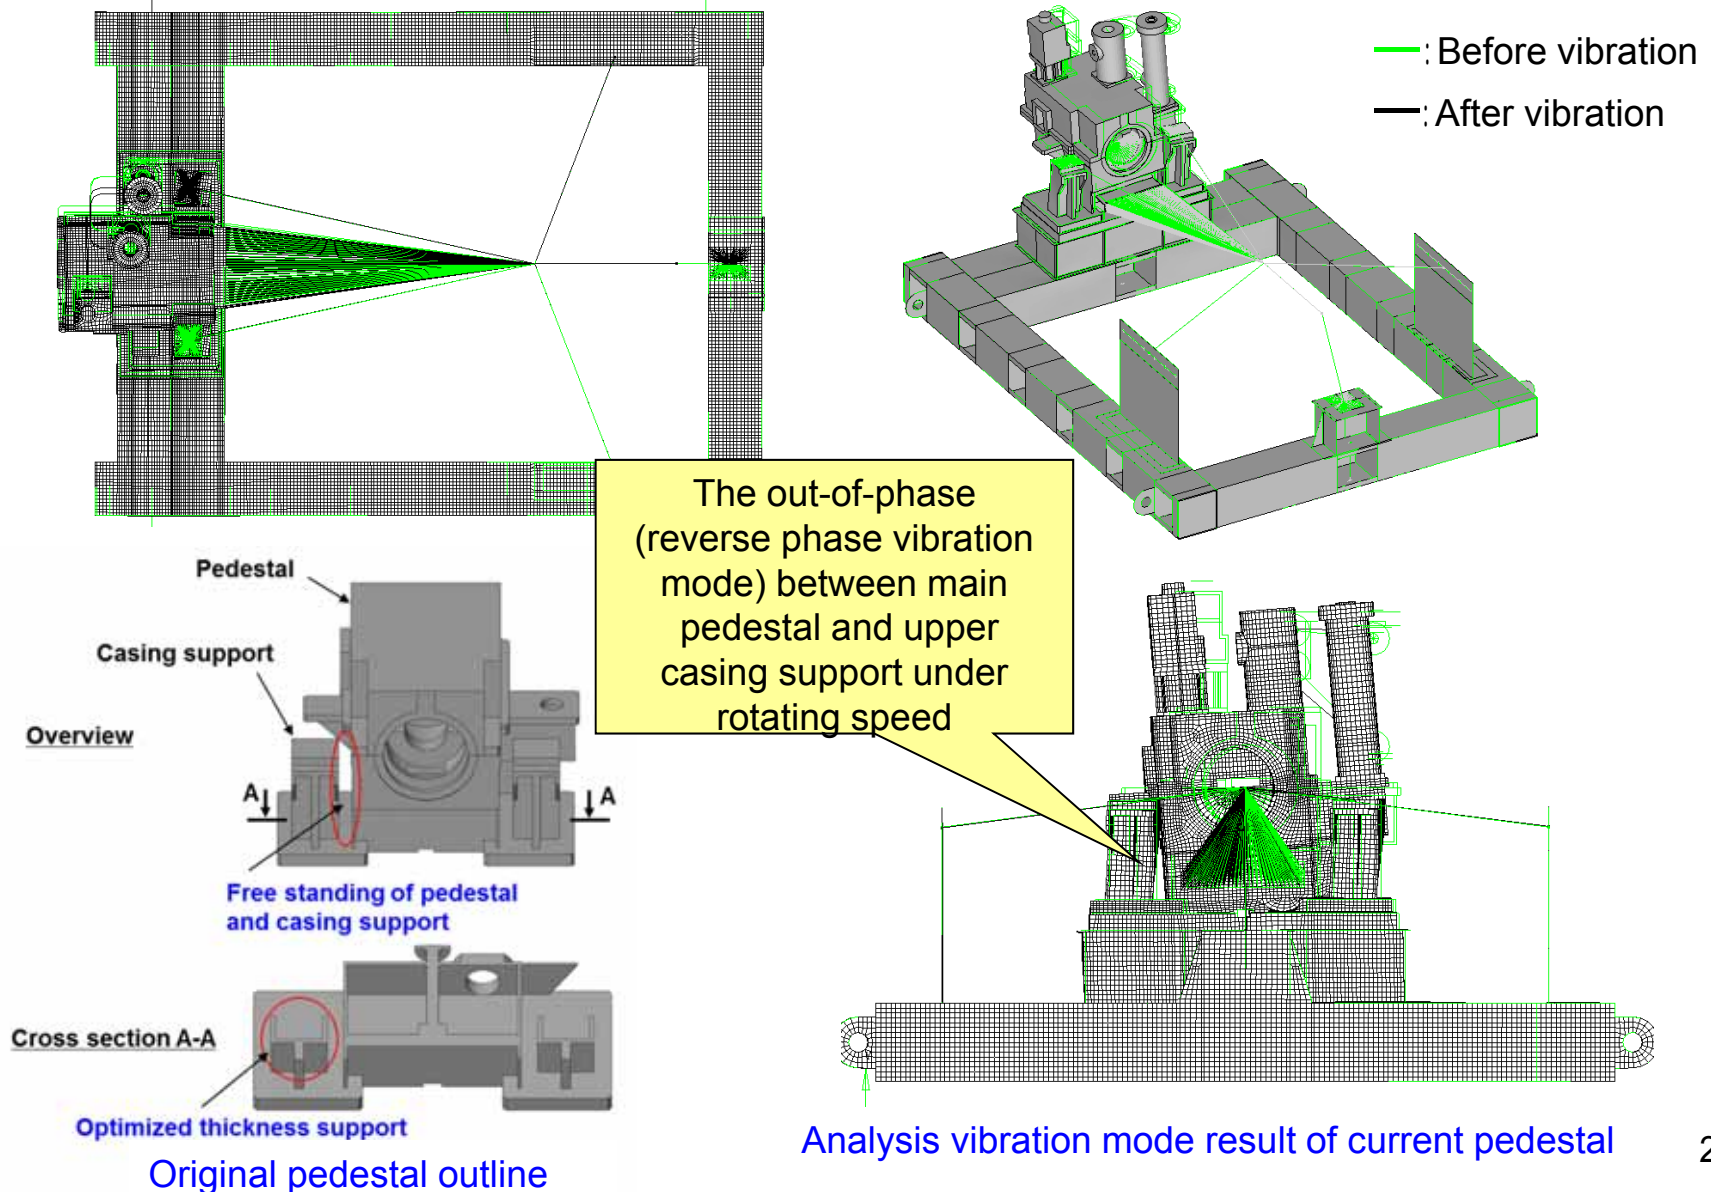 : Before vibration
: After vibration
The out-of-phase
(reverse phase vibration
mode) between main
pedestal and upper
casing support under
rotating speed
Pedestal
Casing support
Overview
A
A
Free standing of pedestal
and casing support
Cross section A-A
Optimized thickness support
Original pedestal outline
Analysis vibration mode result of current pedestal
2